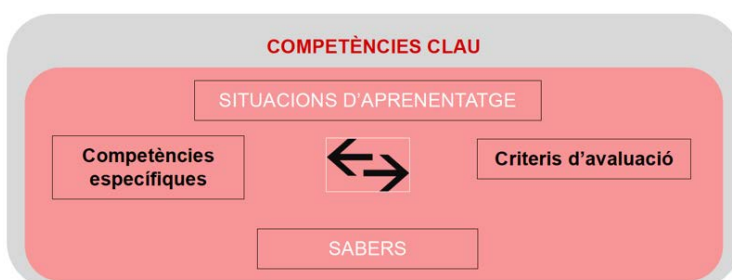 COMPETÈNCIES CLAU
SITUACIONS D’APRENENTATGE
Competències
específiques
Criteris d’avaluació
SABERS